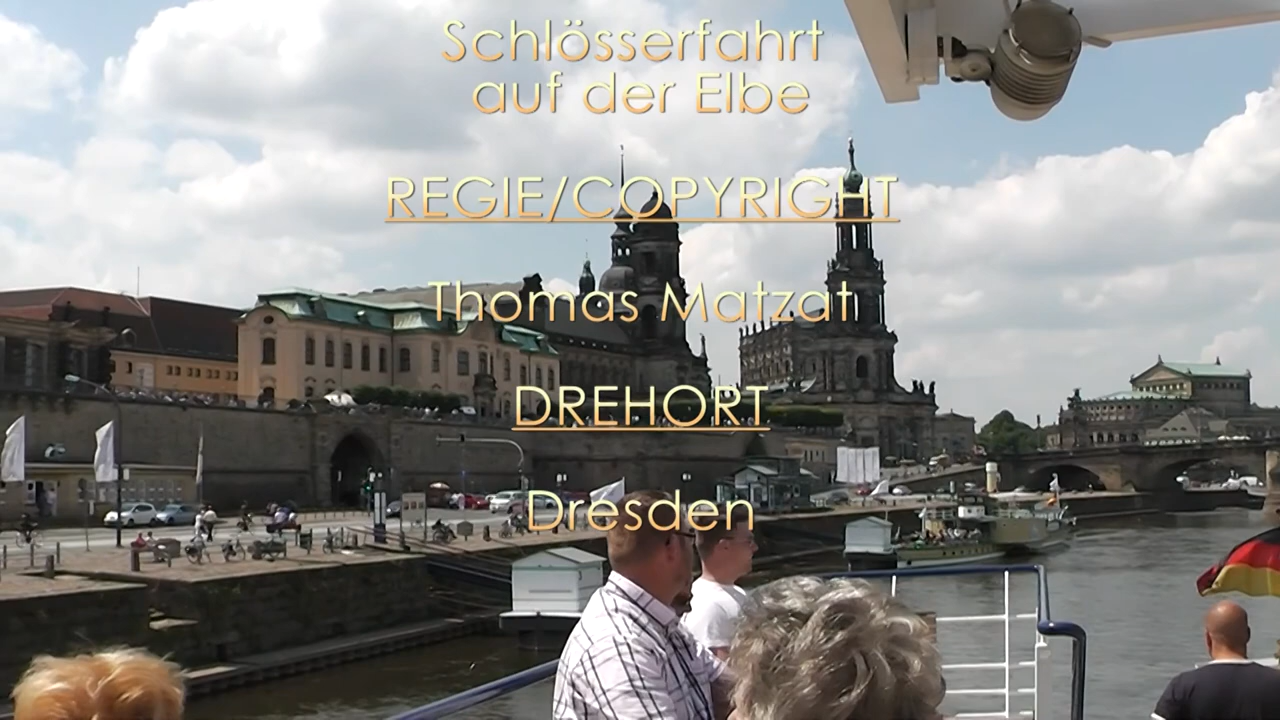 Schlösserfahrt
auf der Elbe
REGIE/COPYRIGHT
Thomas Matzat
DREHORT
Dresden